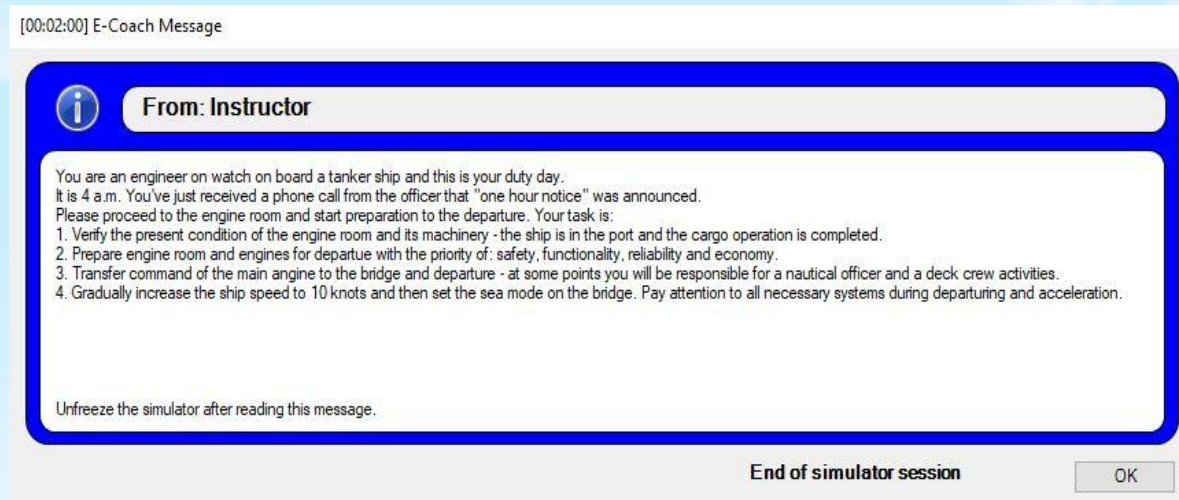 [00:02:00] E-Coach Message
From: Instructor
You are an engineer on watch on board a tanker ship and this is your duty day.
It is 4 a.m. You've just received a phone call from the officer that "one hour notice" was announced.
Please proceed to the engine room and start preparation to the departure. Your task is:
1. Verify the present condition of the engine room and its machinery - the ship is in the port and the cargo operation is completed.
2. Prepare engine room and engines for departue with the priority of: safety, functionality, reliability and economy.
3. Transfer command of the main angine to the bridge and departure - at some points you will be responsible for a nautical officer and a deck crew activities.
4. Gradually increase the ship speed to 10 knots and then set the sea mode on the bridge. Pay attention to all necessary systems during departuring and acceleration.
Unfreeze the simulator after reading this message.
End of simulator session
OK